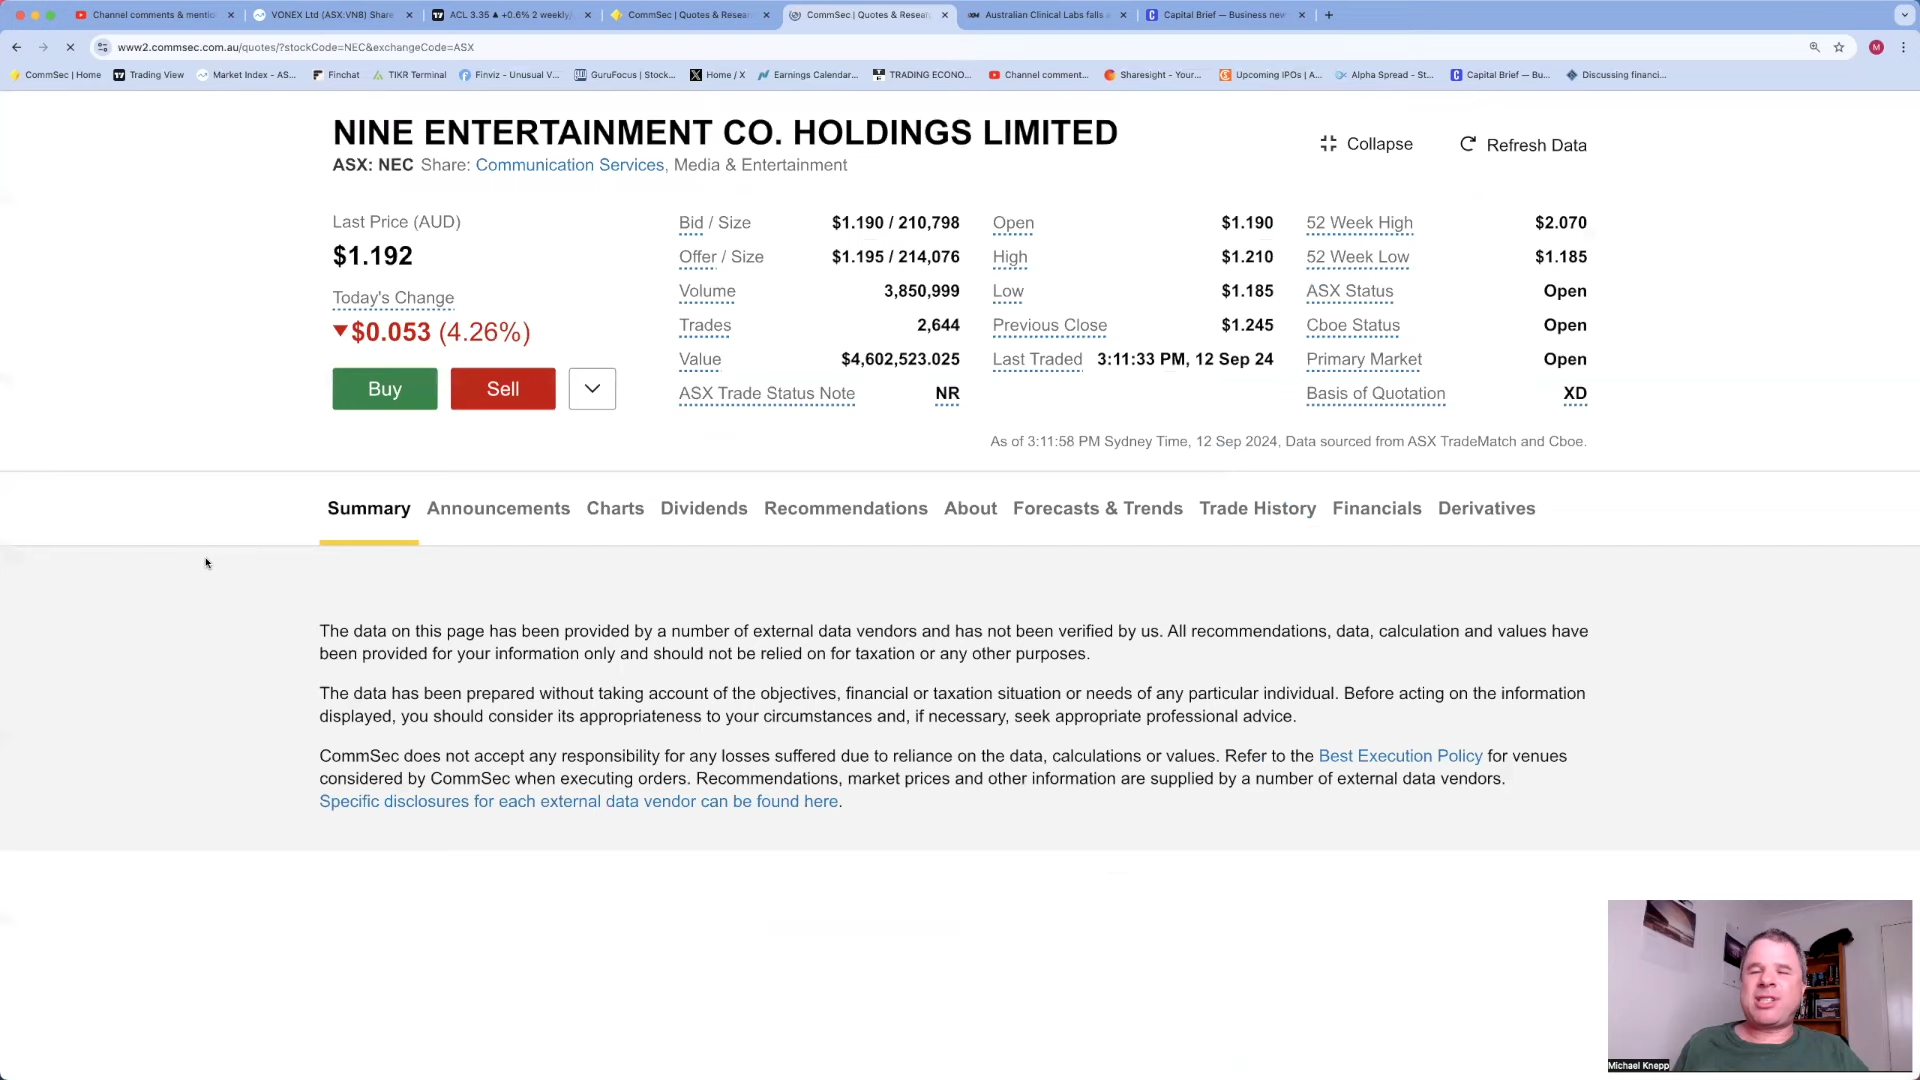 Channel comments & mentio
VONEX Ltd (ASX:VN8) Share
ACL 3.35 ▲ +0.6% 2 weekly
CommSec | Quotes & Resear
CommSec | Quotes & Resear
Australian Clinical Labs falls
Capital Brief — Business new
www2.commsec.com.au/quotes/?stockCode=NEC&exchangeCode=ASX
M
CommSec | Home
Trading View
Market Index - AS...
Finchat
TIKR Terminal
Finviz - Unusual V...
GuruFocus | Stock...
Home / X
Earnings Calendar...
TRADING ECONO...
Channel comment...
Sharesight - Your...
Upcoming IPOs | A...
Alpha Spread - St...
Capital Brief — Bu...
Discussing financi...
NINE ENTERTAINMENT CO. HOLDINGS LIMITED
Collapse
Refresh Data
ASX: NEC Share: Communication Services, Media & Entertainment
Last Price (AUD)
$1.192
Today's Change
▼$0.053 (4.26%)
Buy
Sell
Bid / Size $1.190 / 210,798
Offer / Size $1.195 / 214,076
Volume 3,850,999
Trades 2,644
Value $4,602,523.025
ASX Trade Status Note NR
Open $1.190
High $1.210
Low $1.185
Previous Close $1.245
Last Traded 3:11:33 PM, 12 Sep 24
52 Week High $2.070
52 Week Low $1.185
ASX Status Open
Cboe Status Open
Primary Market Open
Basis of Quotation XD
As of 3:11:58 PM Sydney Time, 12 Sep 2024, Data sourced from ASX TradeMatch and Cboe.
Summary Announcements Charts Dividends Recommendations About Forecasts & Trends Trade History Financials Derivatives
The data on this page has been provided by a number of external data vendors and has not been verified by us. All recommendations, data, calculation and values have
been provided for your information only and should not be relied on for taxation or any other purposes.
The data has been prepared without taking account of the objectives, financial or taxation situation or needs of any particular individual. Before acting on the information
displayed, you should consider its appropriateness to your circumstances and, if necessary, seek appropriate professional advice.
CommSec does not accept any responsibility for any losses suffered due to reliance on the data, calculations or values. Refer to the Best Execution Policy for venues
considered by CommSec when executing orders. Recommendations, market prices and other information are supplied by a number of external data vendors.
Specific disclosures for each external data vendor can be found here.
Michael Knepp